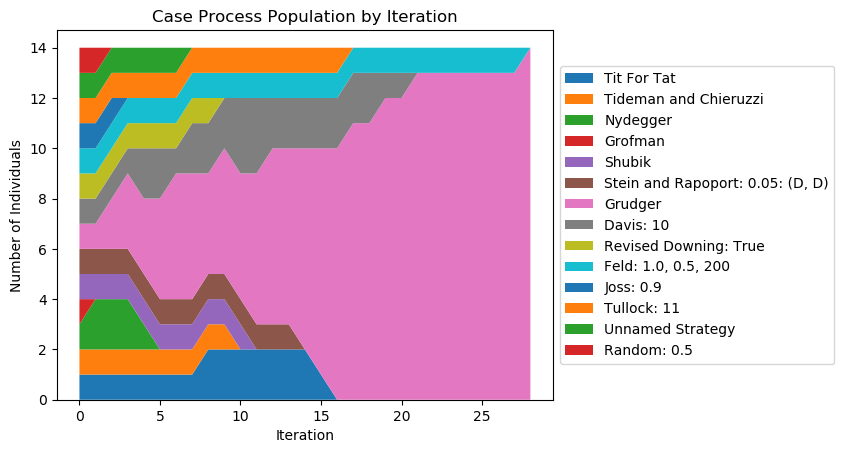 Case Process Population by Iteration
Number of Individuals
14
12
10
8
6
4
2
0
0
5
10
15
20
25
Iteration
Tit For Tat
Tideman and Chieruzzi
Nydegger
Grofman
Shubik
Stein and Rapoport: 0.05: (D, D)
Grudger
Davis: 10
Revised Downing: True
Feld: 1.0, 0.5, 200
Joss: 0.9
Tullock: 11
Unnamed Strategy
Random: 0.5